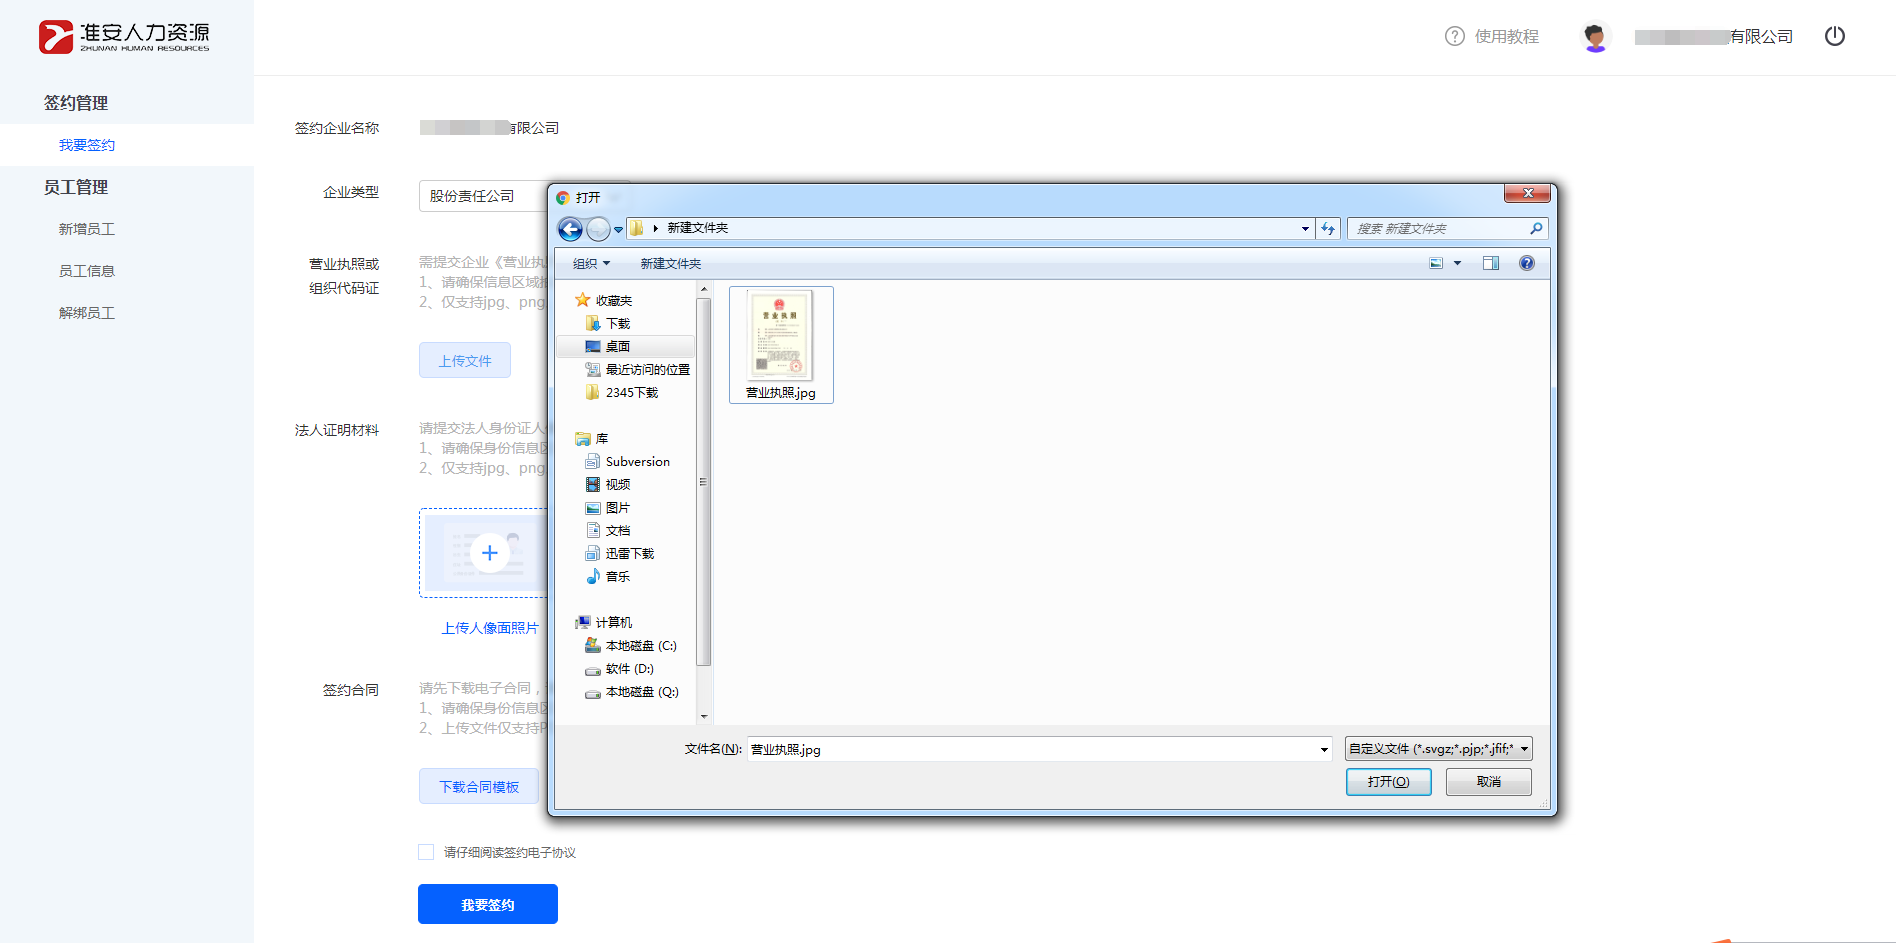 淮安人力资源
ZHUNAN HUMAN RESOURCES
使用教程
有限公司
签约管理
我要签约
员工管理
新增员工
员工信息
解绑员工
签约企业名称
有限公司
企业类型
股份责任公司
营业执照或
组织代码证
需提交企业《营业执
1、请确保信息区域
2、仅支持jpg、png
上传文件
法人证明材料
请提交法人身份证人
1、请确保身份信息区
2、仅支持jpg、png
上传人像面照片
签约合同
请先下载电子合同，
1、请确保身份信息区
2、上传文件仅支持P
下载合同模板
请仔细阅读签约电子协议
我要签约
打开
新建文件夹
搜索 新建文件夹
组织
新建文件夹
收藏夹
下载
桌面
最近访问的位置
2345下载
库
Subversion
视频
图片
文档
迅雷下载
音乐
计算机
本地磁盘 (C:)
软件 (D:)
本地磁盘 (Q:)
营业执照
营业执照.jpg
文件名(N):
营业执照.jpg
自定义文件 (*.svgz;*.pjp;*.jfif;*
打开(O)
取消